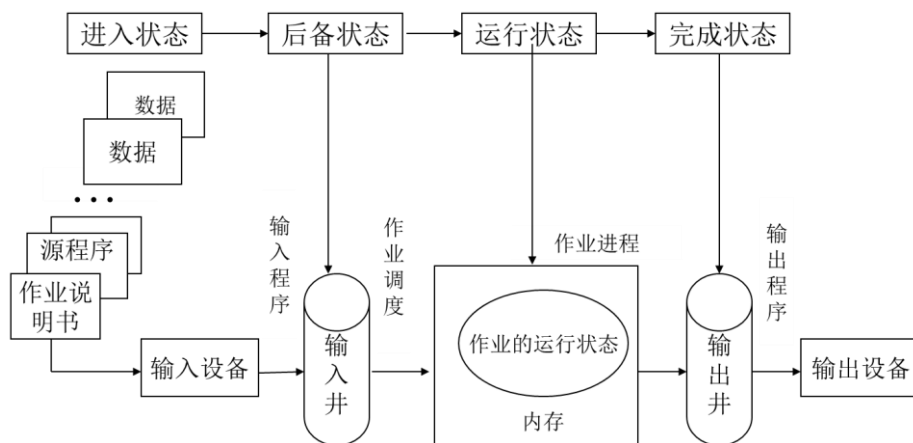 进入状态
后备状态
运行状态
完成状态
数据
数据
...
源程序
作业说
明书
输入设备
输入程序
输入井
作业调度
作业进程
作业的运行状态
内存
输出程序
输出井
输出设备